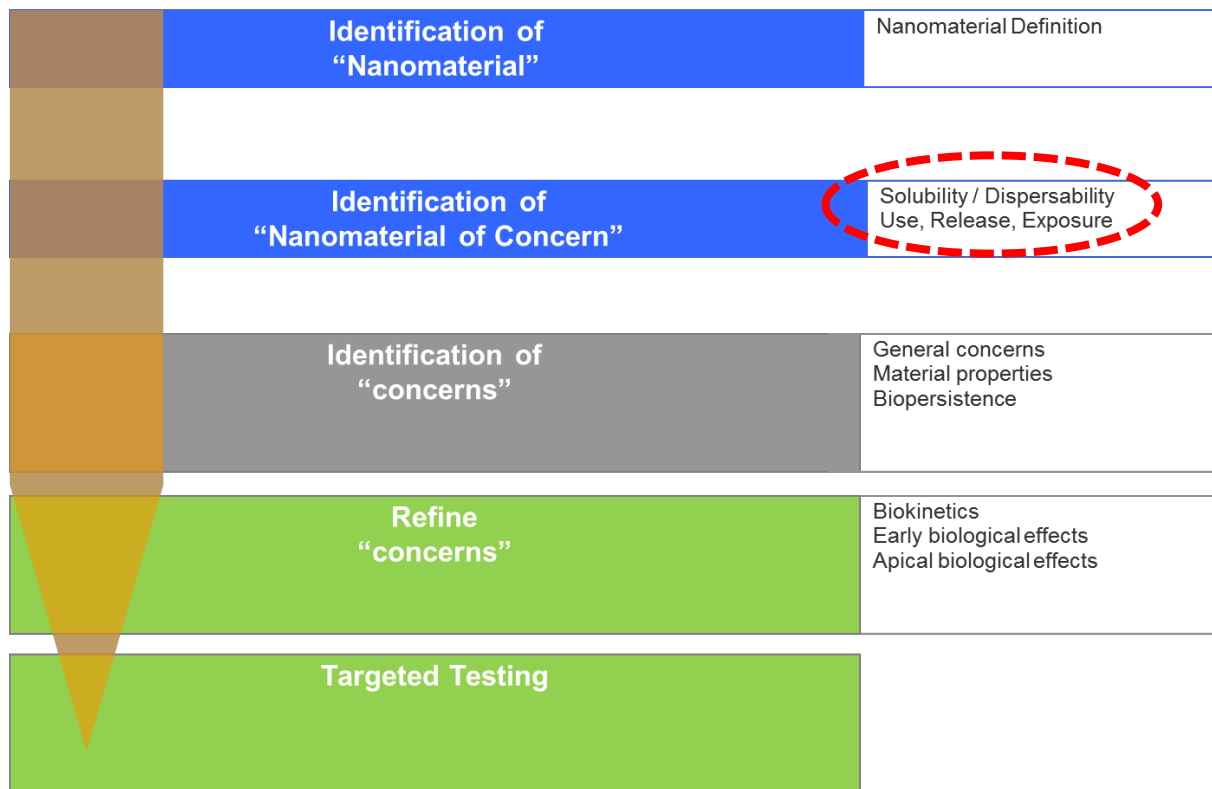 Identification of
“Nanomaterial”
Nanomaterial Definition
Identification of
“Nanomaterial of Concern”
Solubility / Dispersability
Use, Release, Exposure
Identification of
“concerns”
General concerns
Material properties
Biopersistence
Refine
“concerns”
Biokinetics
Early biological effects
Apical biological effects
Targeted Testing